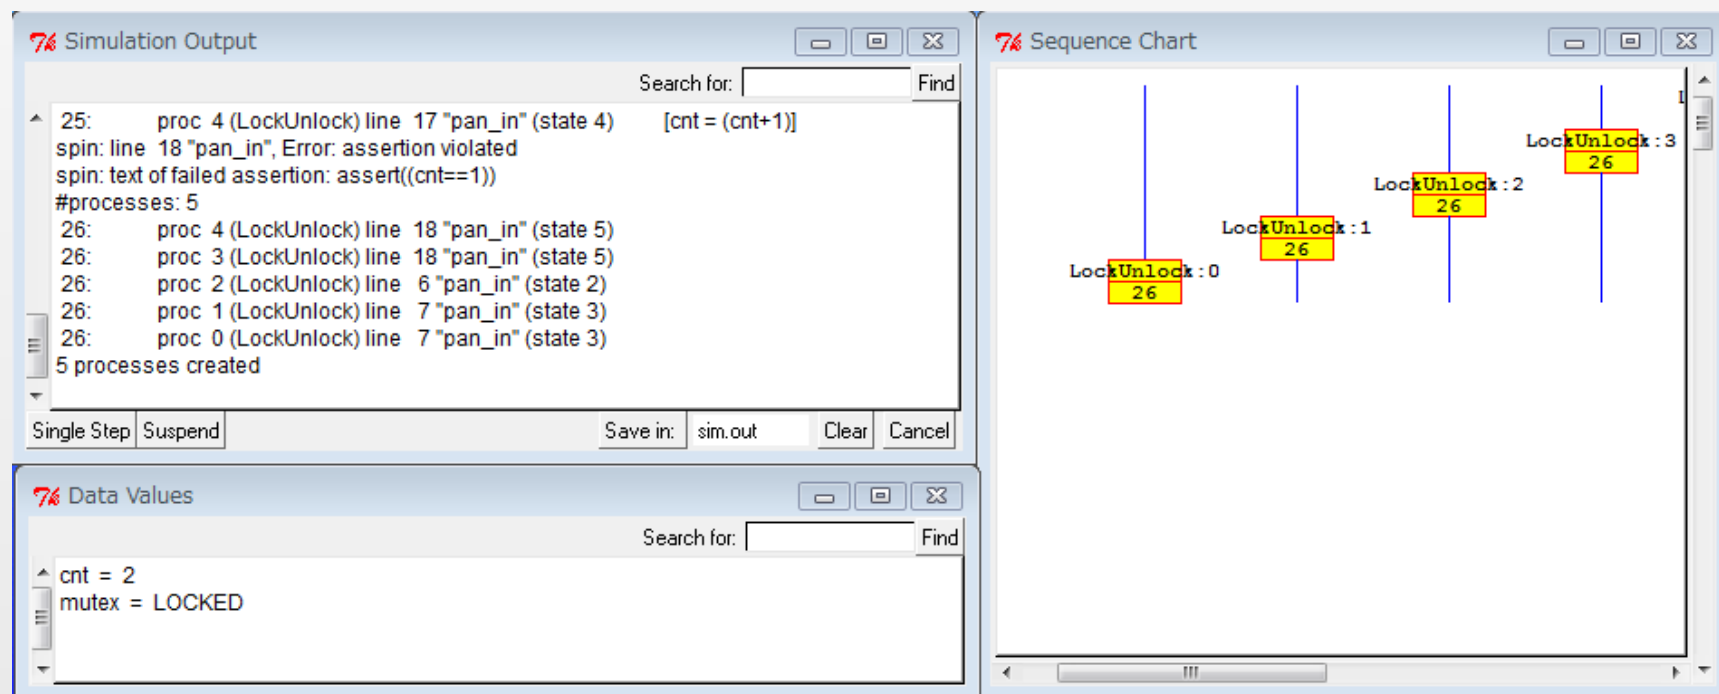 Simulation Output
Search for:
Find
25: proc 4 (LockUnlock) line 17 "pan_in" (state 4) [cnt = (cnt+1)]
spin: line 18 "pan_in", Error: assertion violated
spin: text of failed assertion: assert((cnt==1))
#processes: 5
26: proc 4 (LockUnlock) line 18 "pan_in" (state 5)
26: proc 3 (LockUnlock) line 18 "pan_in" (state 5)
26: proc 2 (LockUnlock) line 6 "pan_in" (state 2)
26: proc 1 (LockUnlock) line 7 "pan_in" (state 3)
26: proc 0 (LockUnlock) line 7 "pan_in" (state 3)
5 processes created
Single Step Suspend Save in: sim.out Clear Cancel
Data Values
Search for:
Find
cnt = 2
mutex = LOCKED
Sequence Chart
LockUnlock:3
26
LockUnlock:2
26
LockUnlock:1
26
LockUnlock:0
26